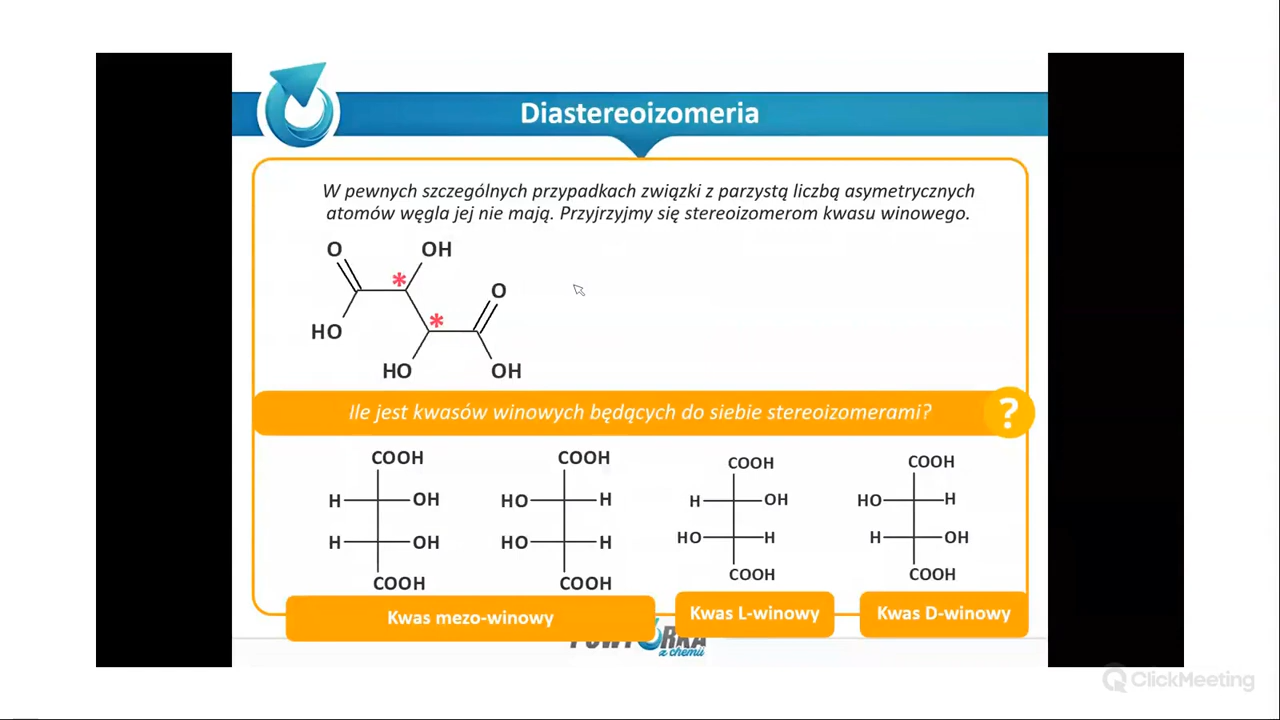 Diastereoizomeria
W pewnych szczególnych przypadkach związki z parzystą liczbą asymetrycznych
atomów węgla jej nie mają. Przyjrzyjmy się stereoizomerom kwasu winowego.
O OH
* O
HO *
HO OH
Ile jest kwasów winowych będących do siebie stereoizomerami? ?
COOH COOH COOH COOH
H OH HO H H OH HO H
H OH HO H HO H H OH
COOH COOH COOH COOH
Kwas mezo-winowy Kwas L-winowy Kwas D-winowy
z chemii
ClickMeeting